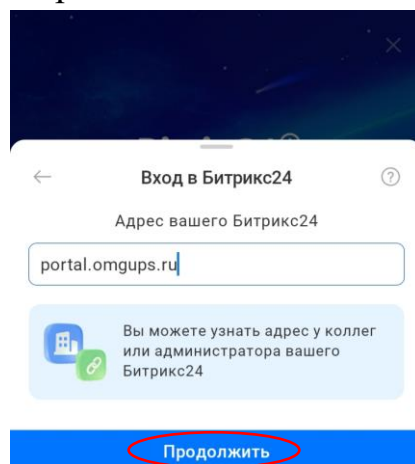 Вход в Битрикс24
Адрес вашего Битрикс24
portal.omgups.ru
Вы можете узнать адрес у коллег
или администратора вашего
Битрикс24
Продолжить